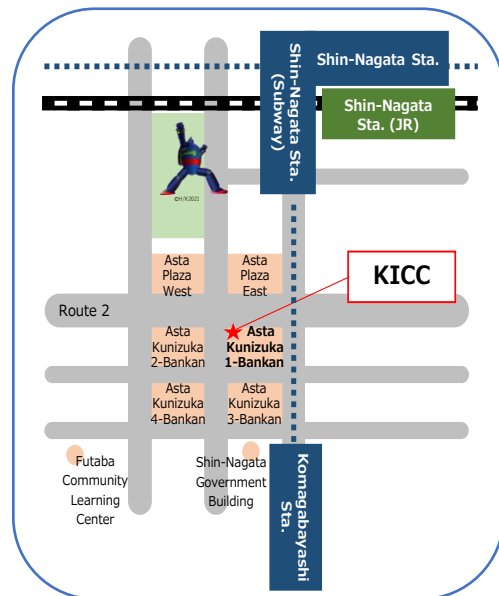 Shin-Nagata Sta.
Shin-Nagata Sta.
(Subway)
Shin-Nagata
Sta. (JR)
©H/K2021
Asta
Plaza
West
Asta
Plaza
East
KICC
Route 2
Asta
Kunizuka
2-Bankan
Asta
Kunizuka
1-Bankan
Asta
Kunizuka
4-Bankan
Asta
Kunizuka
3-Bankan
Futaba
Community
Learning
Center
Shin-Nagata
Government
Building
Komagabayashi
Sta.